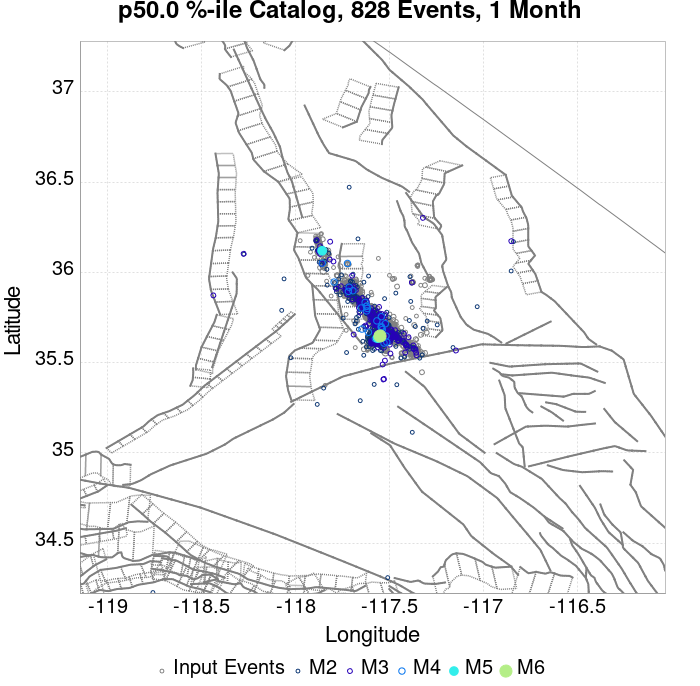 p50.0 %-ile Catalog, 828 Events, 1 Month
37
36.5
36
35.5
35
34.5
Latitude
-119 -118.5 -118 -117.5 -117 -116.5
Longitude
Input Events M2 M3 M4 M5 M6